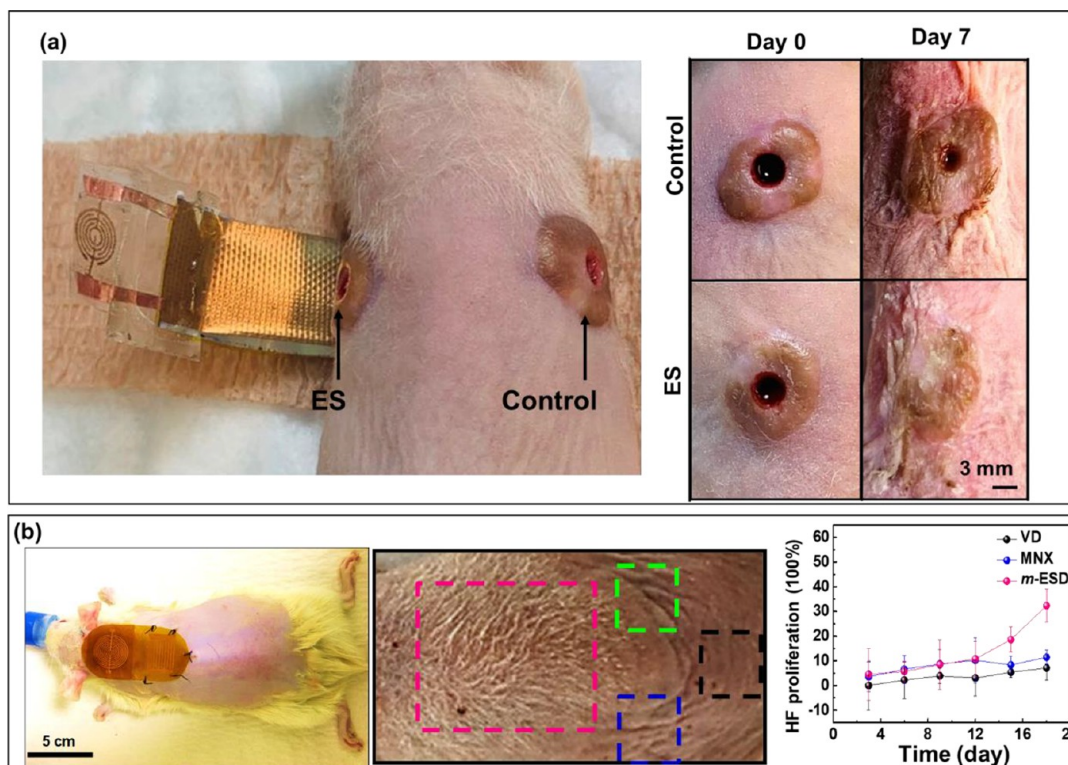 (a)
Day 0
Day 7
Control
ES
ES
Control
3 mm
(b)
5 cm
VD
MNX
m-ESD
HF proliferation (100%)
60
50
40
30
20
10
0
-10
0
4
8
12
16
20
Time (day)